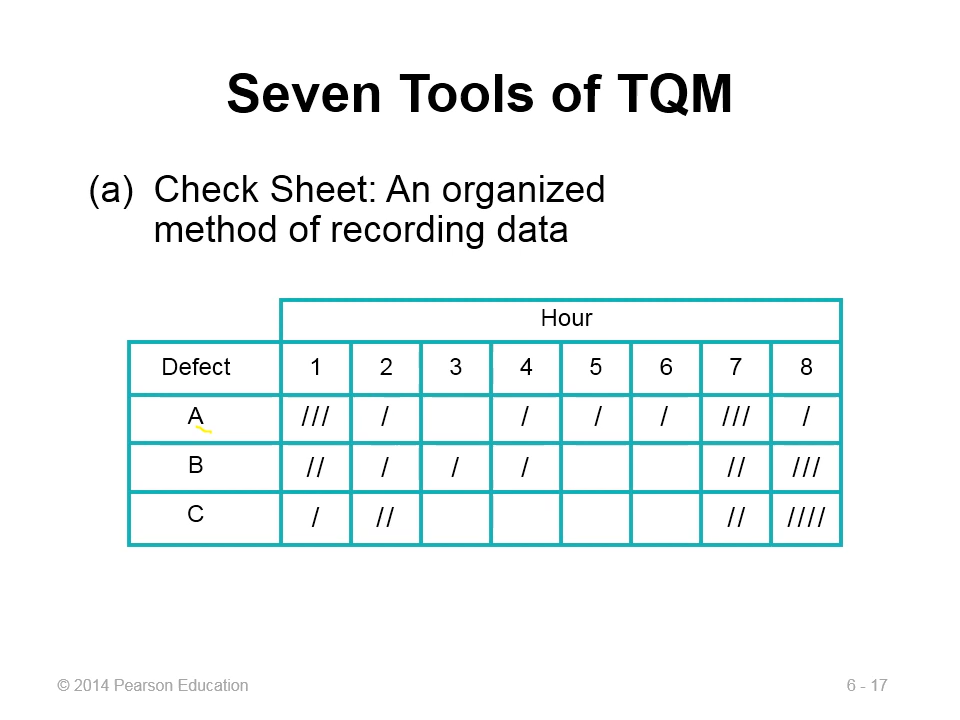 Seven Tools of TQM
(a) Check Sheet: An organized
method of recording data
Hour
Defect 1 2 3 4 5 6 7 8
A /// / / / / /// /
B // / / / // ///
C / // // ////
© 2014 Pearson Education 6 - 17